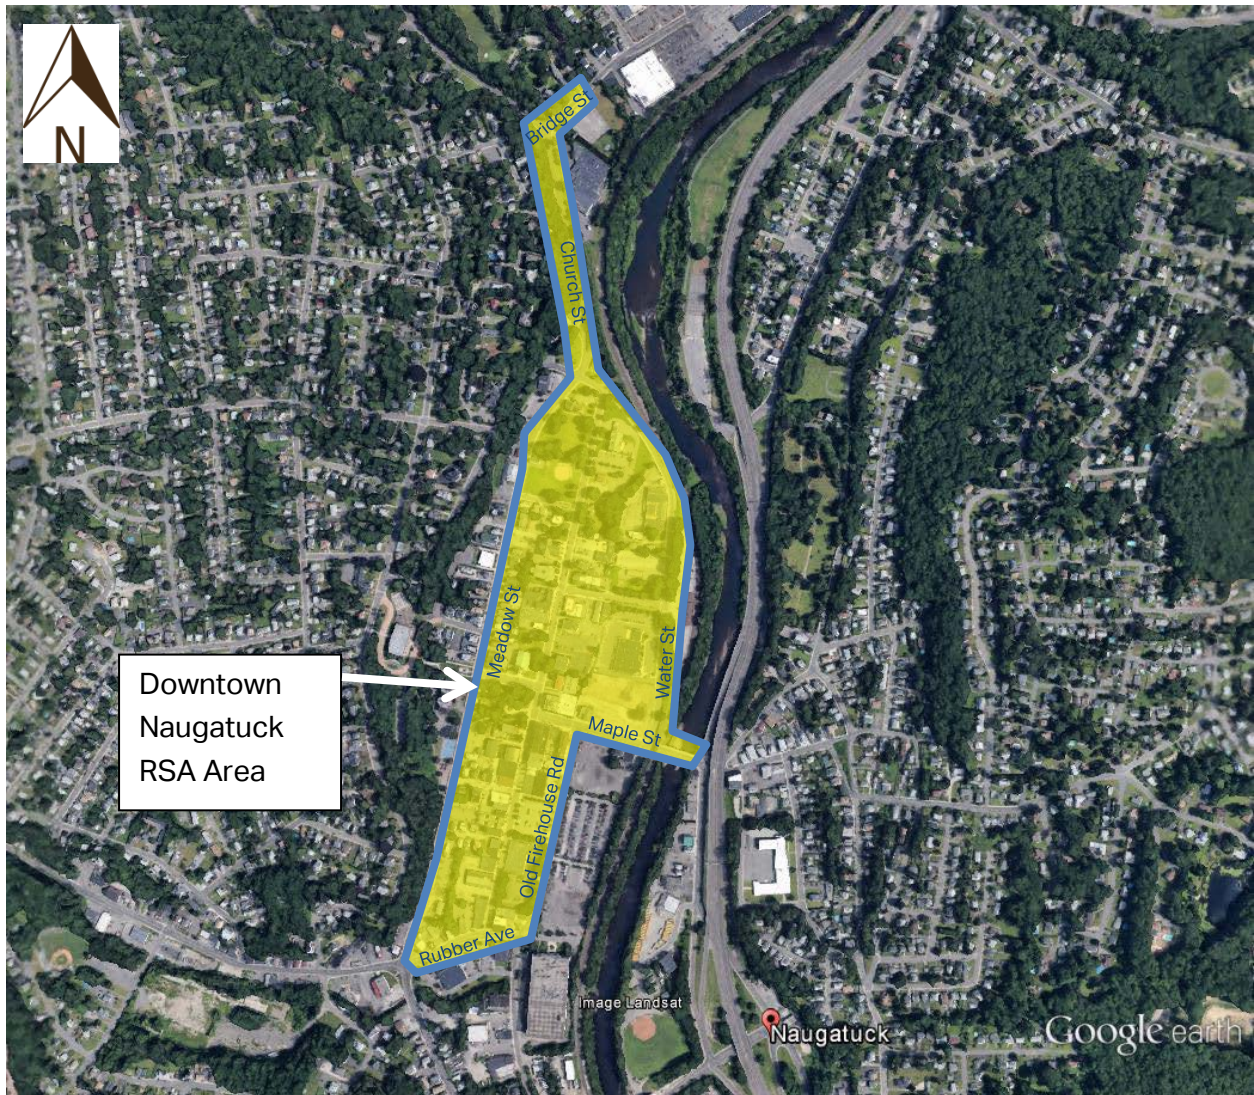 N
Bridge St
Church St
Meadow St
Water St
Maple St
Downtown
Naugatuck
RSA Area
Old Firehouse Rd
Rubber Ave
Image Landsat
Naugatuck
Google earth